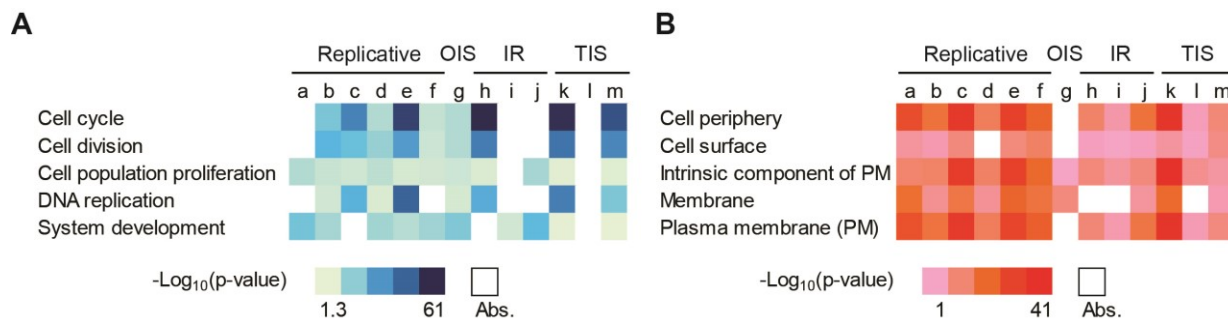 A
Replicative OIS IR TIS
a b c d e f g h i j k l m
Cell cycle
Cell division
Cell population proliferation
DNA replication
System development
-Log10(p-value)
1.3 61 Abs.
B
Replicative OIS IR TIS
a b c d e f g h i j k l m
Cell periphery
Cell surface
Intrinsic component of PM
Membrane
Plasma membrane (PM)
-Log10(p-value)
1 41 Abs.